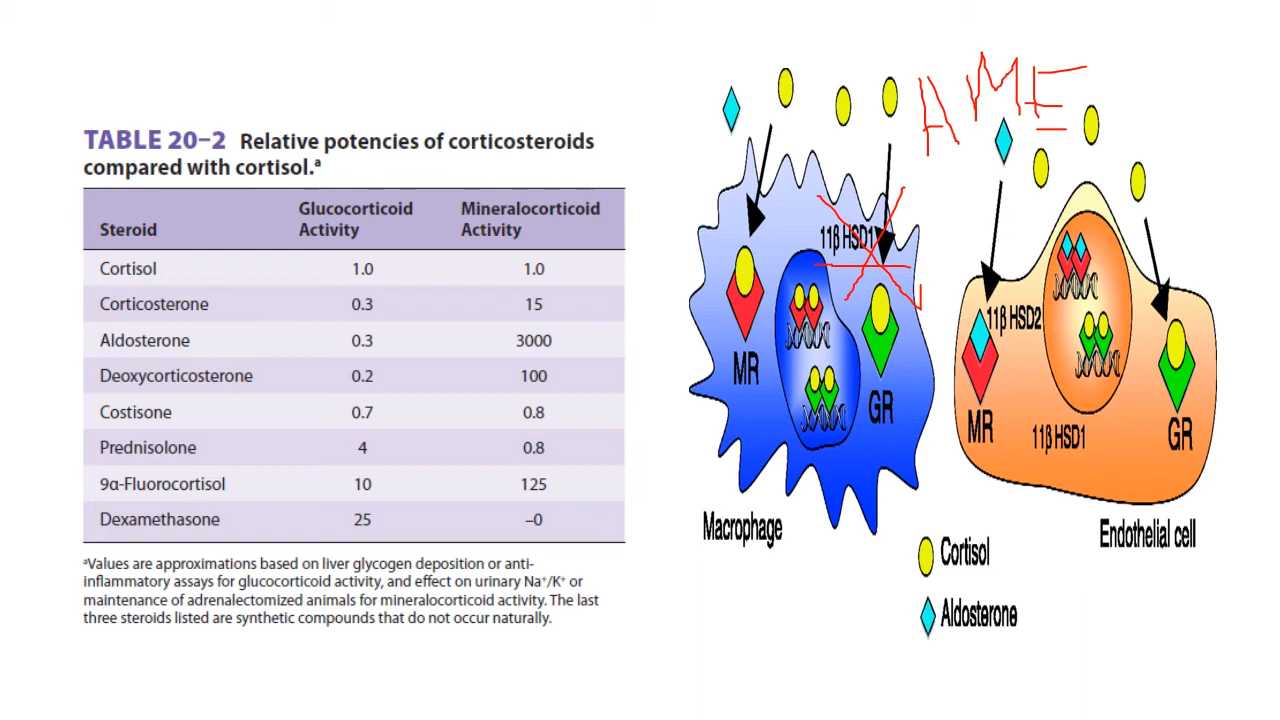 TABLE 20–2 Relative potencies of corticosteroids
compared with cortisol.ᵃ
Steroid Glucocorticoid Activity Mineralocorticoid Activity
Cortisol 1.0 1.0
Corticosterone 0.3 15
Aldosterone 0.3 3000
Deoxycorticosterone 0.2 100
Costisone 0.7 0.8
Prednisolone 4 0.8
9α-Fluorocortisol 10 125
Dexamethasone 25 –0
ᵃValues are approximations based on liver glycogen deposition or anti-
inflammatory assays for glucocorticoid activity, and effect on urinary Na⁺/K⁺ or
maintenance of adrenalectomized animals for mineralocorticoid activity. The last
three steroids listed are synthetic compounds that do not occur naturally.
AME
11β HSD1
MR
GR
Macrophage
11β HSD2
MR
11β HSD1
GR
Endothelial cell
Cortisol
Aldosterone